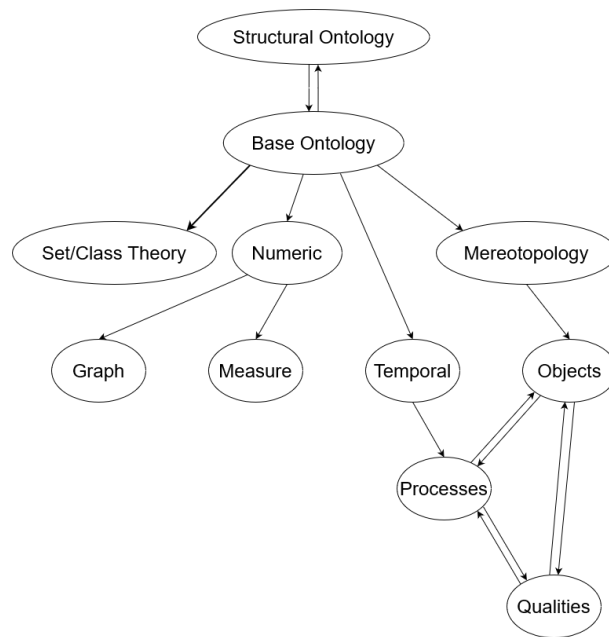 Structural Ontology
Base Ontology
Set/Class Theory
Numeric
Mereotopology
Graph
Measure
Temporal
Objects
Processes
Qualities